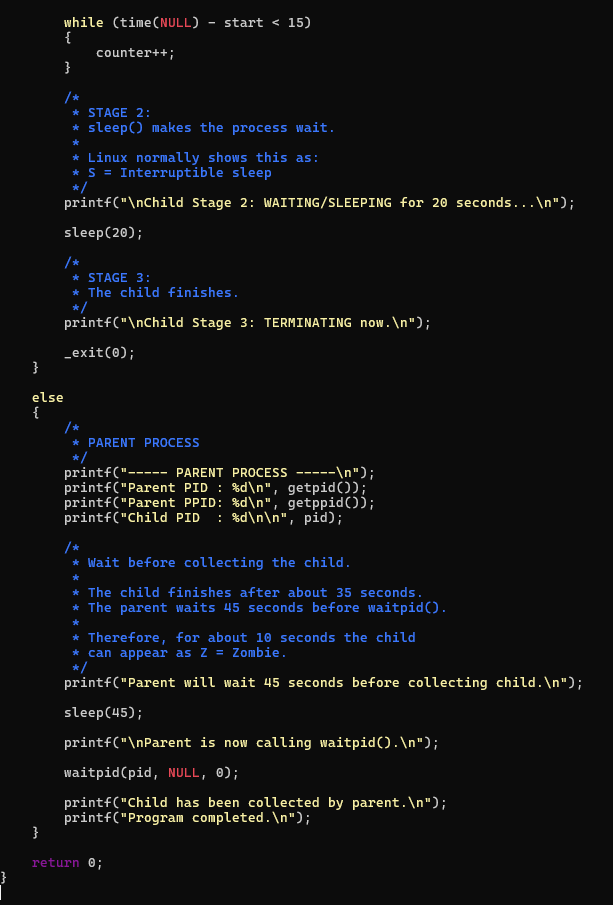 while (time(NULL) - start < 15)
{
counter++;
}
/*
* STAGE 2:
* sleep() makes the process wait.
*
* Linux normally shows this as:
* S = Interruptible sleep
*/
printf("\nChild Stage 2: WAITING/SLEEPING for 20 seconds...\n");
sleep(20);
/*
* STAGE 3:
* The child finishes.
*/
printf("\nChild Stage 3: TERMINATING now.\n");
_exit(0);
}
else
{
/*
* PARENT PROCESS
*/
printf("----- PARENT PROCESS -----\n");
printf("Parent PID : %d\n", getpid());
printf("Parent PPID: %d\n", getppid());
printf("Child PID  : %d\n\n", pid);
/*
* Wait before collecting the child.
*
* The child finishes after about 35 seconds.
* The parent waits 45 seconds before waitpid().
*
* Therefore, for about 10 seconds the child
* can appear as Z = Zombie.
*/
printf("Parent will wait 45 seconds before collecting child.\n");
sleep(45);
printf("\nParent is now calling waitpid().\n");
waitpid(pid, NULL, 0);
printf("Child has been collected by parent.\n");
printf("Program completed.\n");
}
return 0;
}